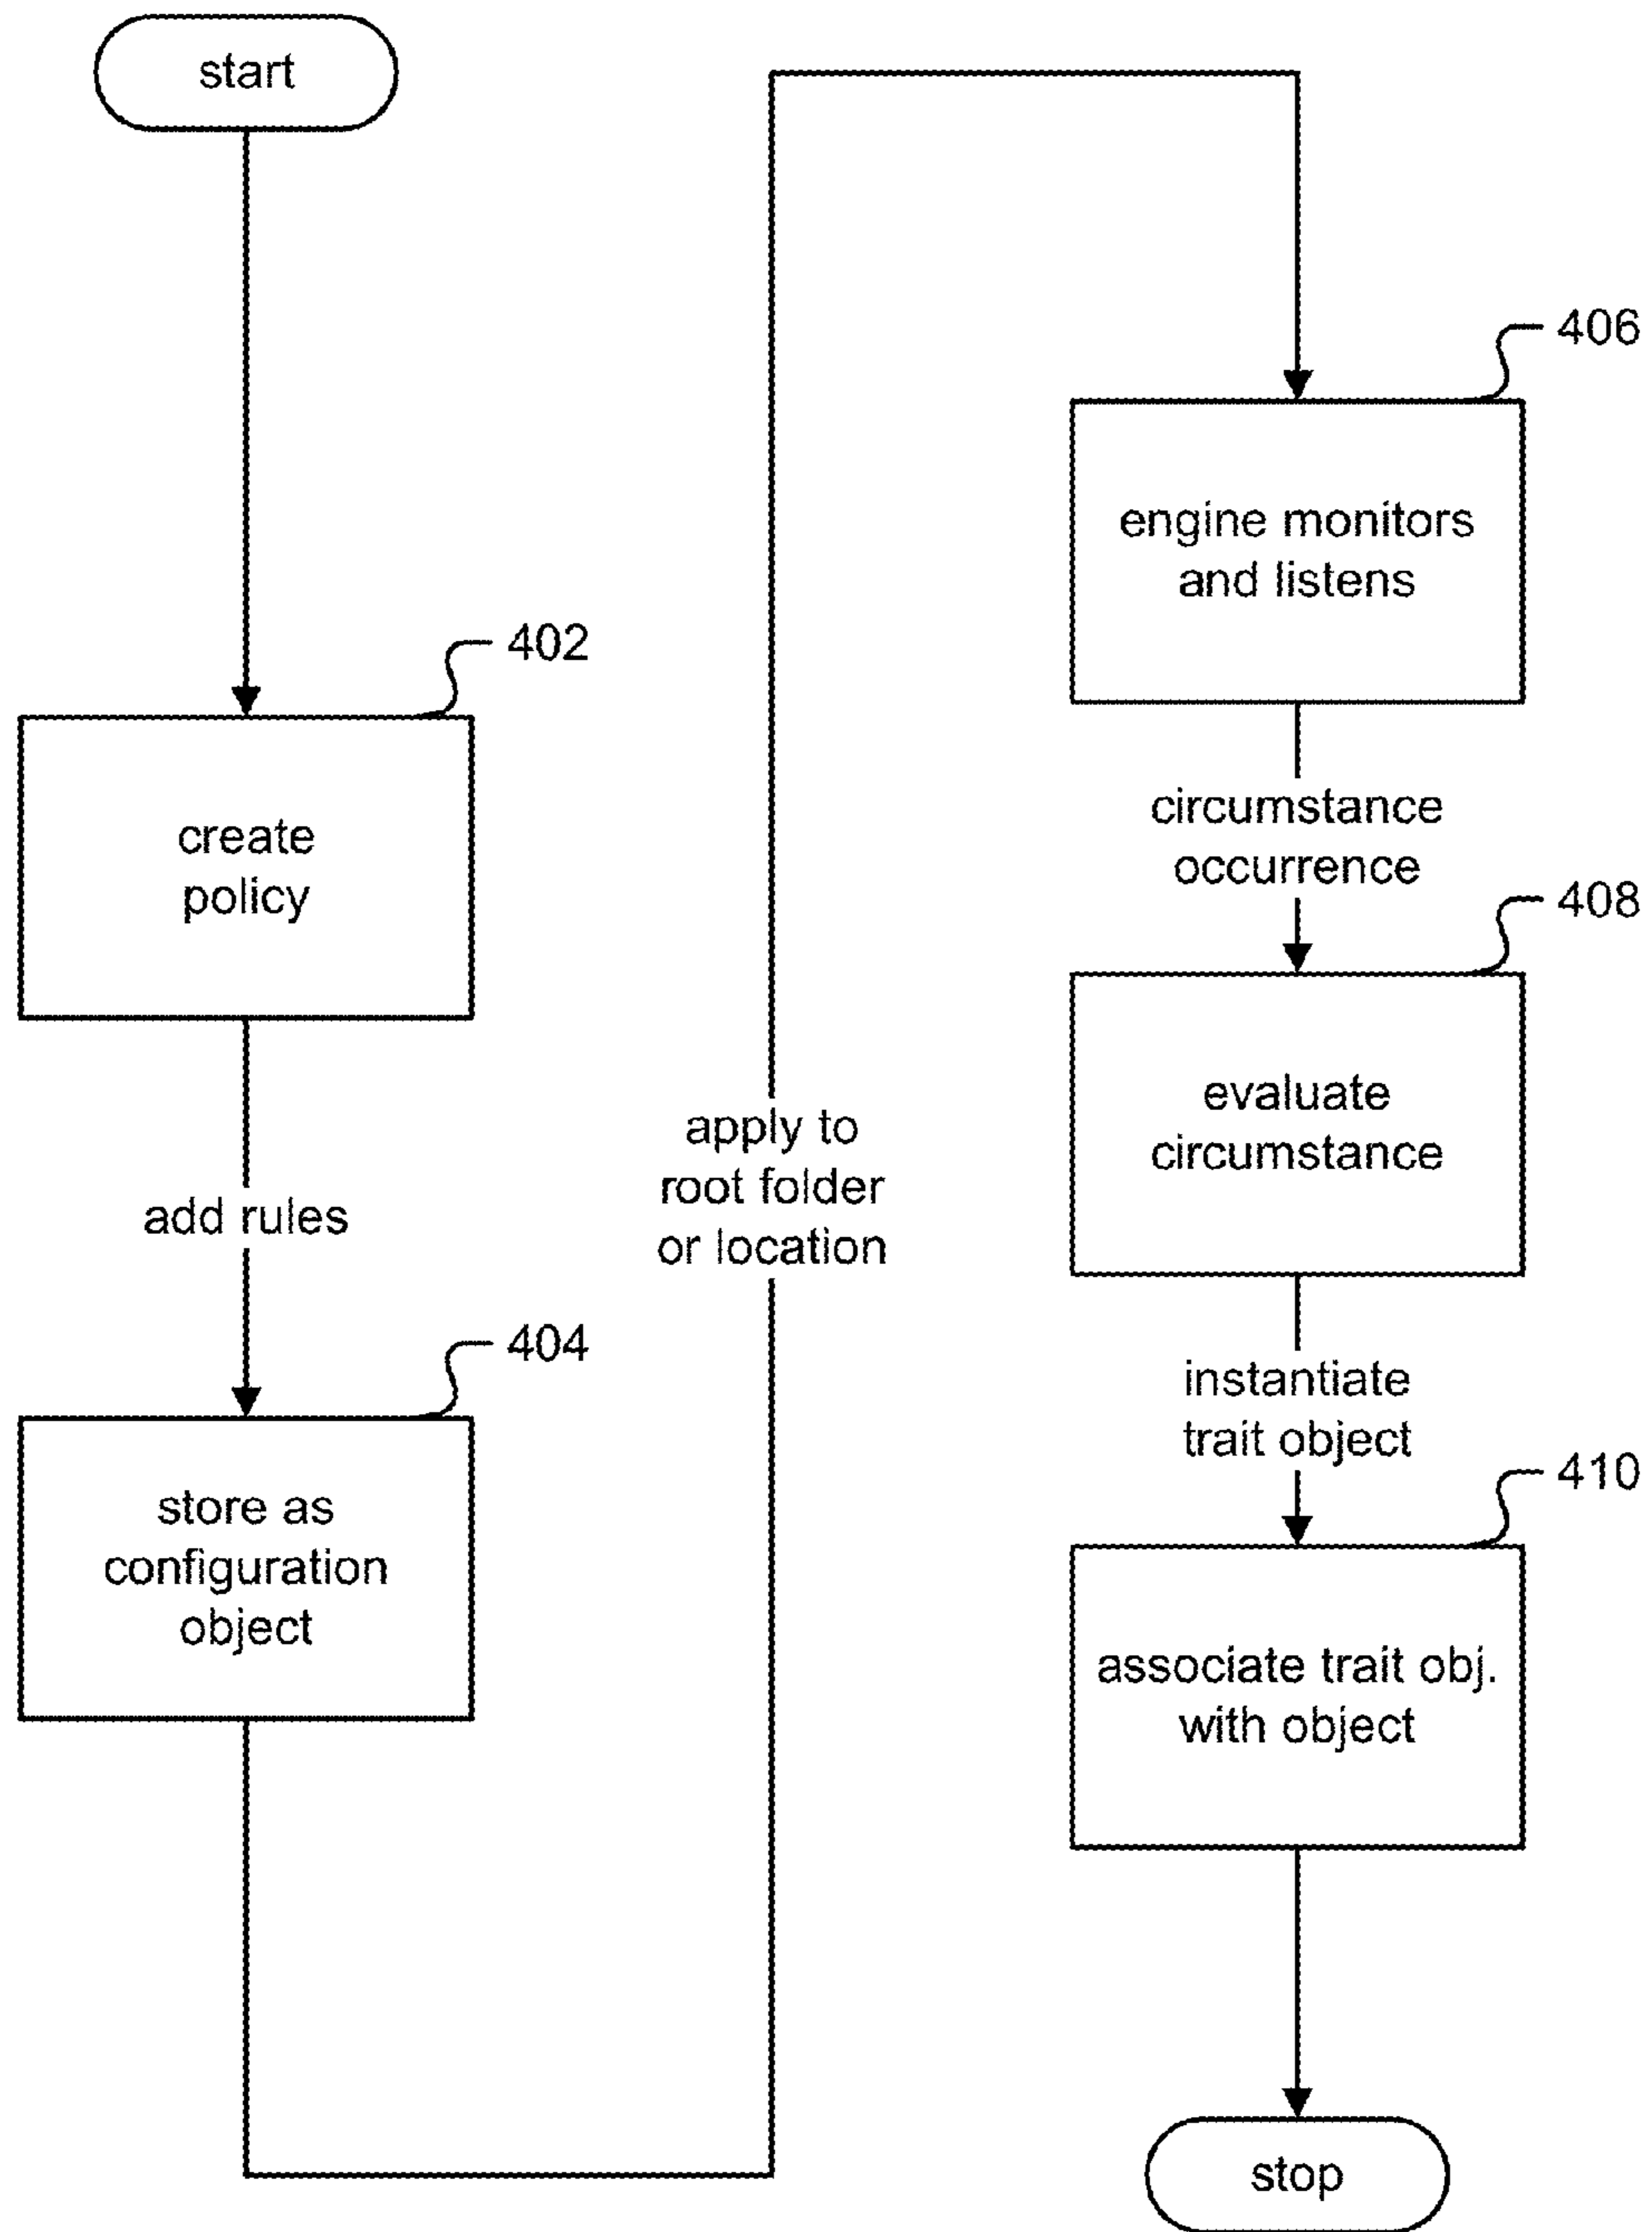 start
402
create
policy
add rules
404
store as
configuration
object
apply to
root folder
or location
406
engine monitors
and listens
circumstance
occurrence
408
evaluate
circumstance
instantiate
trait object
410
associate trait obj.
with object
stop